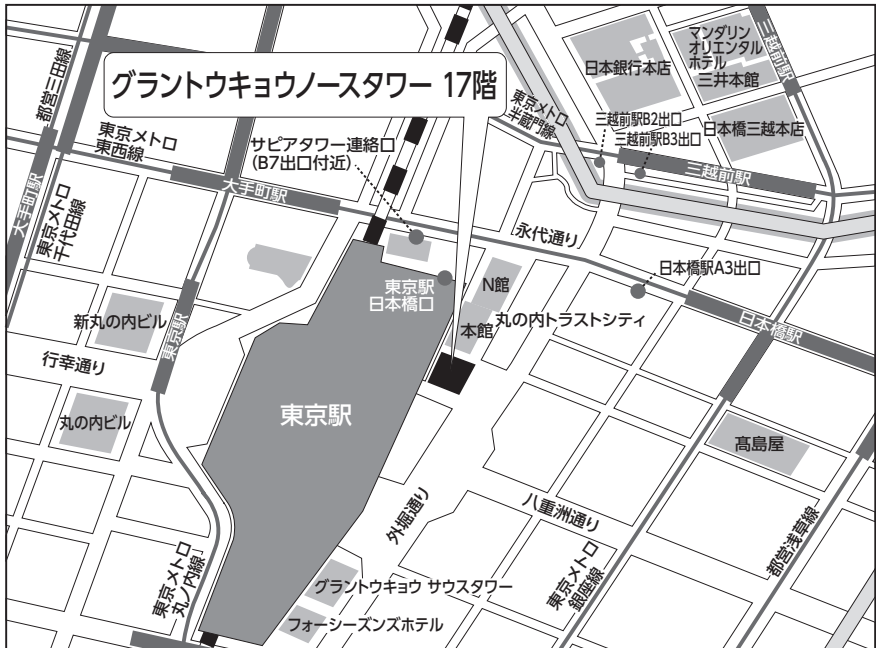 グラントウキョウノースタワー 17階
都営三田線
東京メトロ
東西線
サピアタワー連絡口
(B7出口付近)
東京メトロ
半蔵門線
日本銀行本店
マンダリン
オリエンタル
ホテル
三井本館
三越前駅
三越前駅B2出口
三越前駅B3出口
日本橋三越本店
三越前駅
大手町駅
大手町駅
東京メトロ
千代田線
永代通り
日本橋駅A3出口
東京駅
日本橋口
N館
本館
丸の内トラストシティ
日本橋駅
新丸の内ビル
東京駅
行幸通り
丸の内ビル
東京駅
髙島屋
外堀通り
八重洲通り
東京メトロ
銀座線
都営浅草線
東京メトロ
丸ノ内線
グラントウキョウ サウスタワー
フォーシーズンズホテル